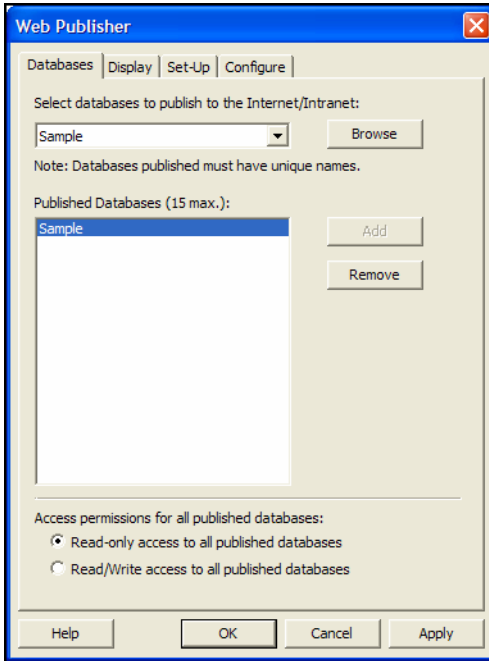 Web Publisher
Databases Display Set-Up Configure
Select databases to publish to the Internet/Intranet:
Sample Browse
Note: Databases published must have unique names.
Published Databases (15 max.):
Sample Add
Remove
Access permissions for all published databases:
Read-only access to all published databases
Read/Write access to all published databases
Help OK Cancel Apply